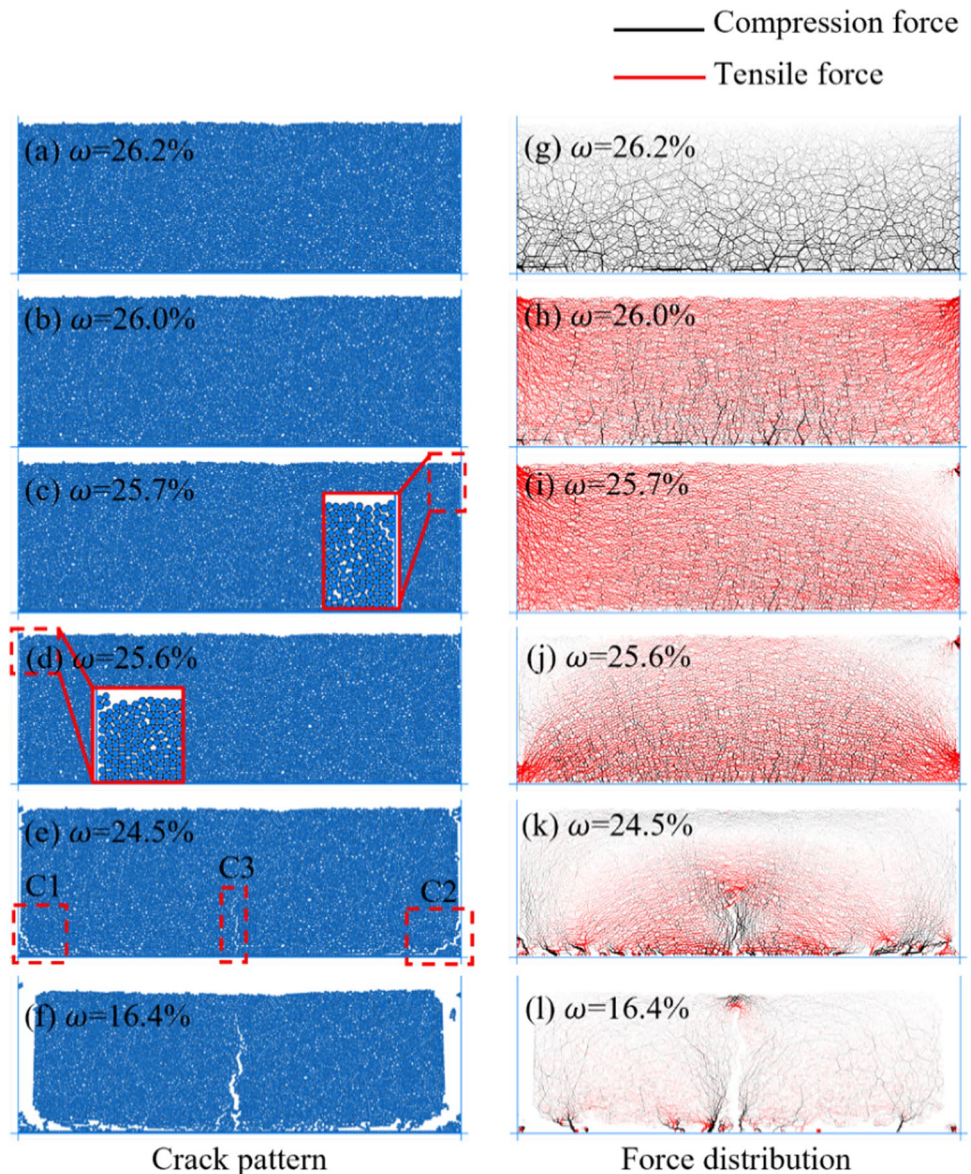 Compression force
Tensile force
(a) ω=26.2%
(g) ω=26.2%
(b) ω=26.0%
(h) ω=26.0%
(c) ω=25.7%
(i) ω=25.7%
(d) ω=25.6%
(j) ω=25.6%
(e) ω=24.5%
(k) ω=24.5%
C1
C3
C2
(f) ω=16.4%
(l) ω=16.4%
Crack pattern
Force distribution